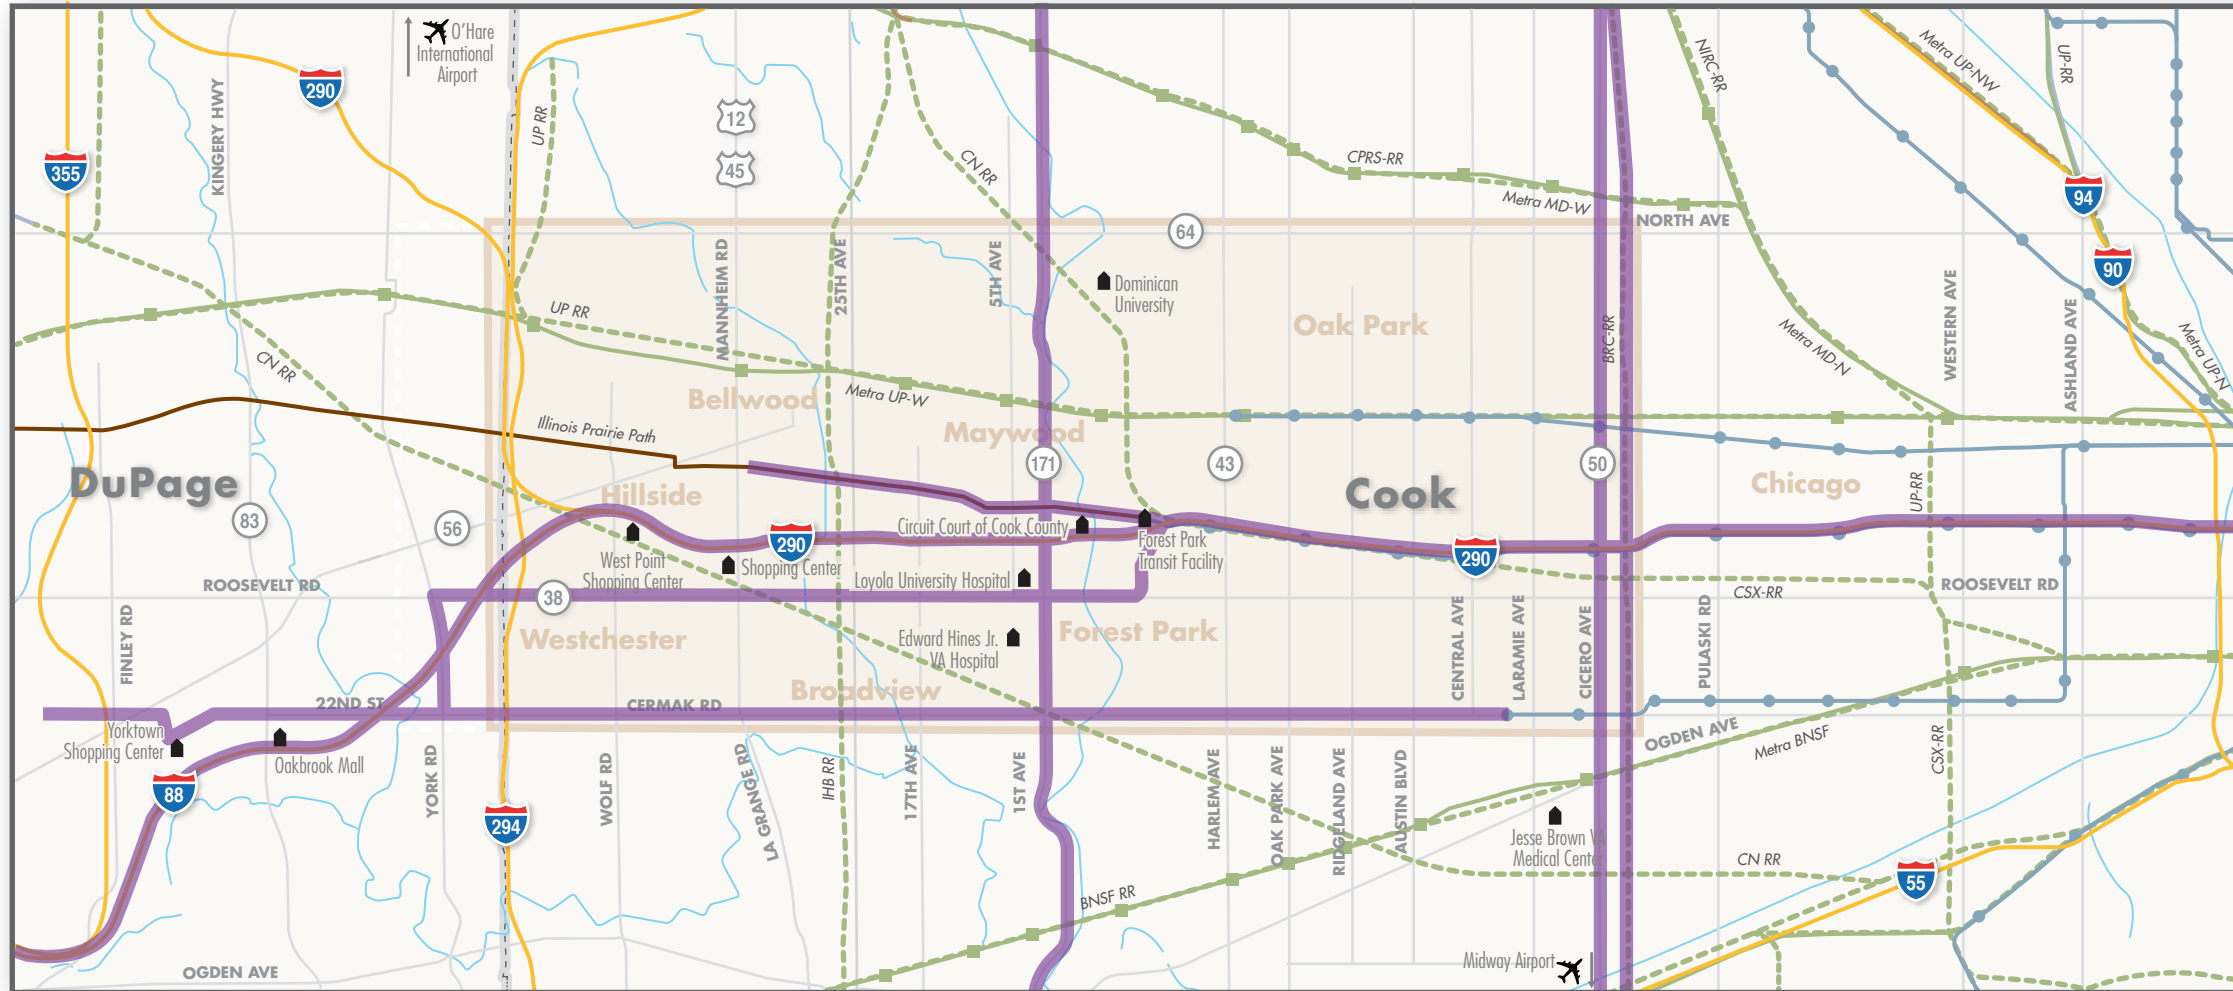 O'Hare
International
Airport
290
355
KINGERY HWY
UP RR
12
45
CN RR
CPRS-RR
Metra MD-W
NIRC-RR
Metra UP-NW
UP-RR
94
90
NORTH AVE
64
MANNHEIM RD
25TH AVE
5TH AVE
Dominican
University
Oak Park
BRC-RR
Metra MD-N
WESTERN AVE
ASHLAND AVE
Metra UP-N
UP RR
CN RR
Bellwood
Metra UP-W
Maywood
Illinois Prairie Path
DuPage
83
56
Hillside
171
43
Cook
50
Chicago
UP-RR
West Point
Shopping Center
290
Shopping Center
Circuit Court of Cook County
Forest Park
Transit Facility
Loyola University Hospital
290
ROOSEVELT RD
38
CSX-RR
ROOSEVELT RD
FINLEY RD
Westchester
Edward Hines Jr.
VA Hospital
Forest Park
CENTRAL AVE
LARAMIE AVE
CICERO AVE
PULASKI RD
Broadview
22ND ST
CERMAK RD
Yorktown
Shopping Center
Oakbrook Mall
88
YORK RD
294
WOLF RD
LA GRANGE RD
IHB RR
17TH AVE
1ST AVE
HARLEM AVE
OAK PARK AVE
RIDGELAND AVE
AUSTIN BLVD
OGDEN AVE
Metra BNSF
CSX-RR
Jesse Brown VA
Medical Center
CN RR
55
BNSF RR
Midway Airport
OGDEN AVE